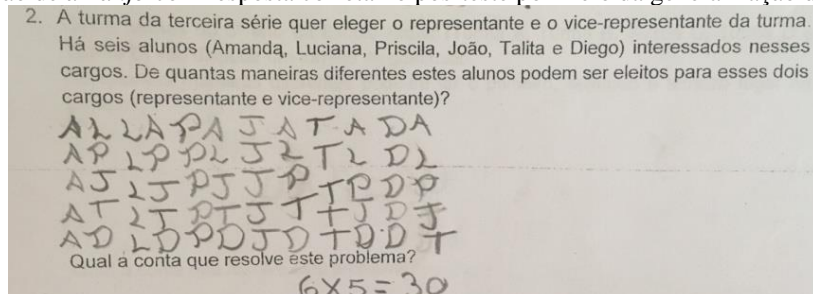 2. A turma da terceira série quer eleger o representante e o vice-representante da turma.
Há seis alunos (Amanda, Luciana, Priscila, João, Talita e Diego) interessados nesses
cargos. De quantas maneiras diferentes estes alunos podem ser eleitos para esses dois
cargos (representante e vice-representante)?
AL LA PA JA TA DA
AP LP PL JL TL DL
AJ LJ PJ JP TP DP
AT LT PT JT TJ DJ
AD LD PD JD TD DT
Qual a conta que resolve este problema?
6X5=30